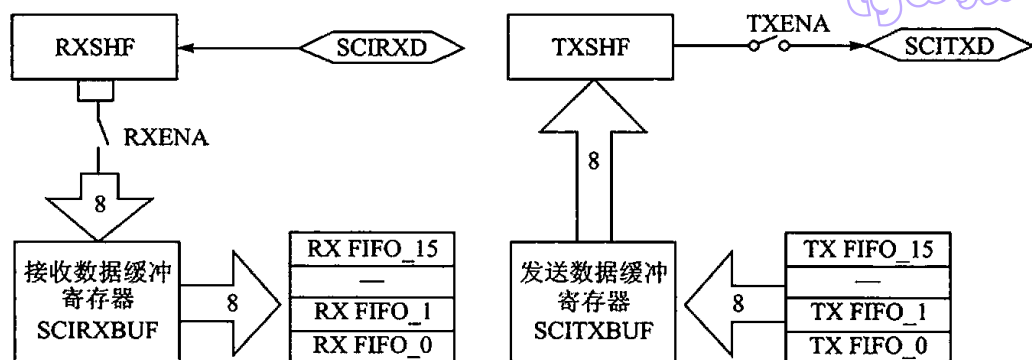 RXSHF
SCIRXD
RXENA
8
接收数据缓冲
寄存器
SCIRXBUF
8
RX FIFO_15
—
RX FIFO_1
RX FIFO_0
TXSHF
TXENA
SCITXD
8
发送数据缓冲
寄存器
SCITXBUF
8
TX FIFO_15
—
TX FIFO_1
TX FIFO_0